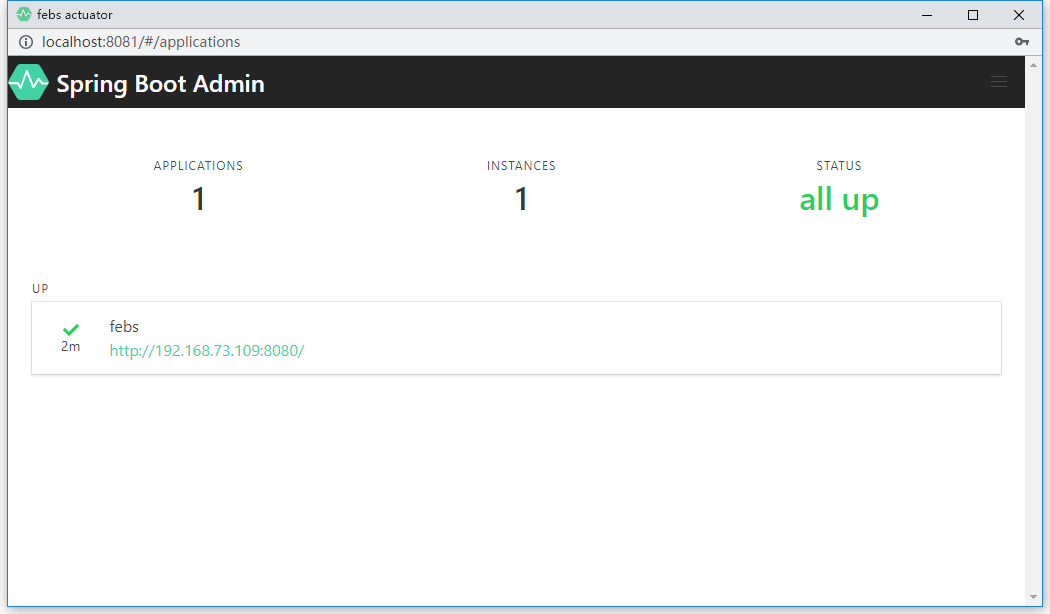 febs actuator
localhost:8081/#/applications
Spring Boot Admin
APPLICATIONS
1
INSTANCES
1
STATUS
all up
UP
febs
2m
http://192.168.73.109:8080/